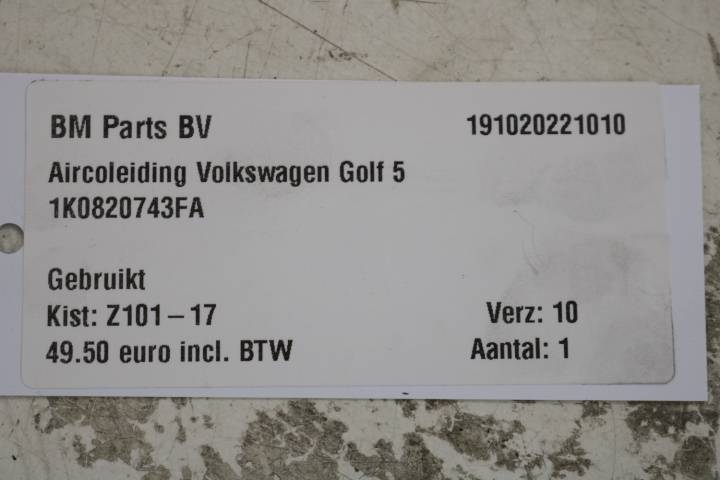 BM Parts BV 191020221010
Aircoleiding Volkswagen Golf 5
1K0820743FA
Gebruikt
Kist: Z101-17 Verz: 10
49.50 euro incl. BTW Aantal: 1